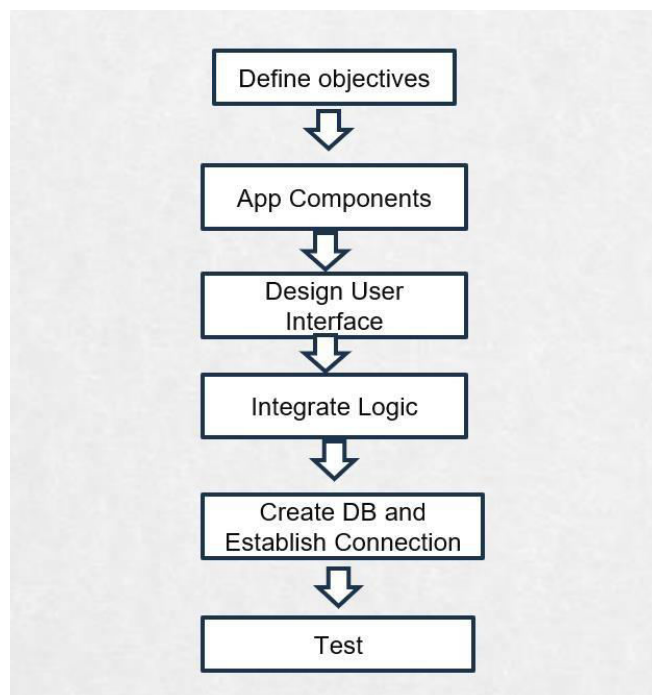 Define objectives
App Components
Design User
Interface
Integrate Logic
Create DB and
Establish Connection
Test